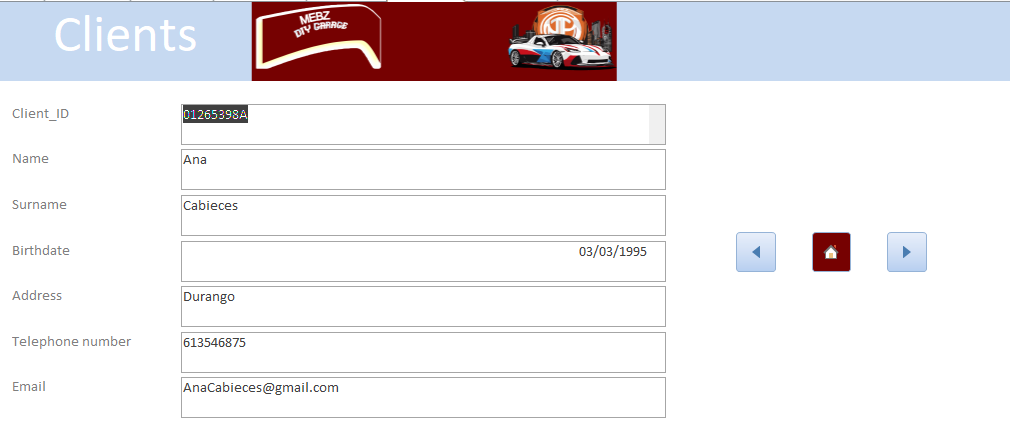 Clients
MEBZ
DIY GARAGE
Client_ID
01265398A
Name
Ana
Surname
Cabieces
Birthdate
03/03/1995
Address
Durango
Telephone number
613546875
Email
AnaCabieces@gmail.com